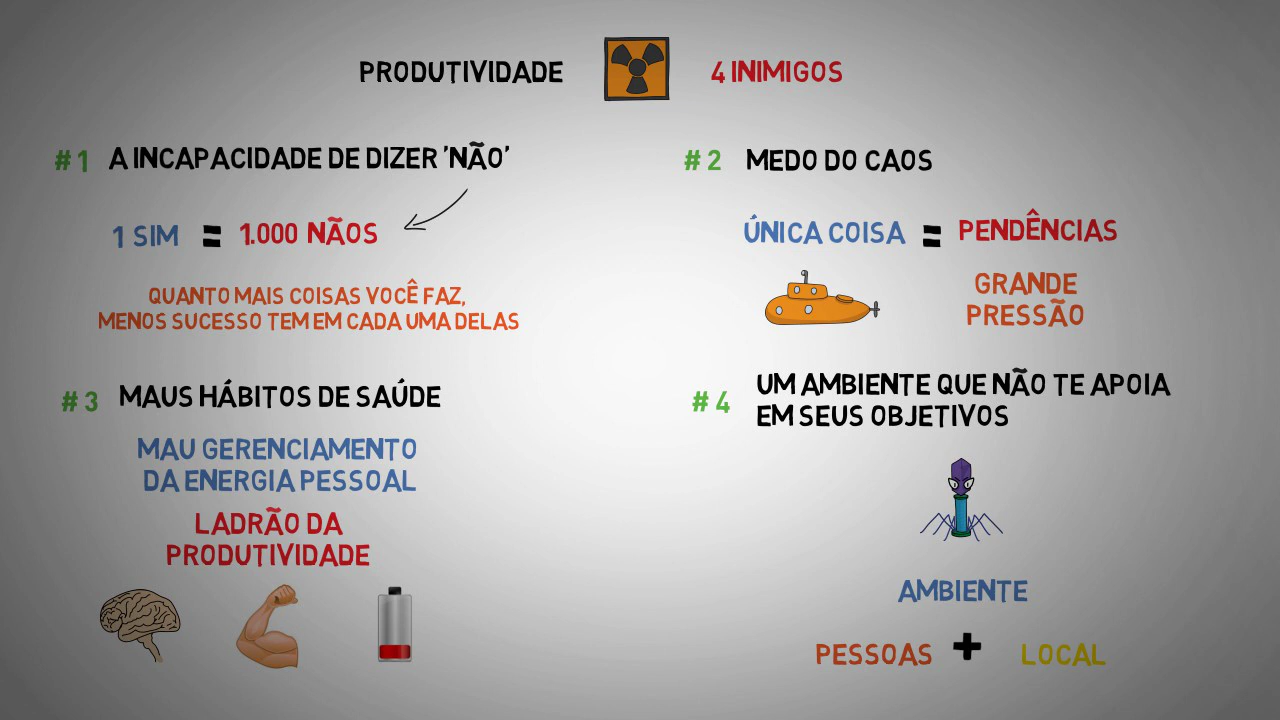 PRODUTIVIDADE
4 INIMIGOS
#1 A INCAPACIDADE DE DIZER 'NÃO'
1 SIM = 1.000 NÃOS
QUANTO MAIS COISAS VOCÊ FAZ,
MENOS SUCESSO TEM EM CADA UMA DELAS
#2 MEDO DO CAOS
ÚNICA COISA = PENDÊNCIAS
GRANDE
PRESSÃO
#3 MAUS HÁBITOS DE SAÚDE
MAU GERENCIAMENTO
DA ENERGIA PESSOAL
LADRÃO DA
PRODUTIVIDADE
#4 UM AMBIENTE QUE NÃO TE APOIA
EM SEUS OBJETIVOS
AMBIENTE
PESSOAS + LOCAL